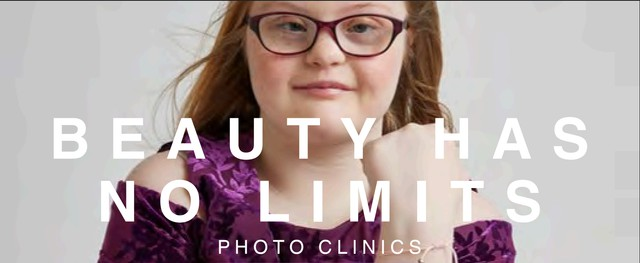 BEAUTY HAS
NO LIMITS
PHOTO CLINICS